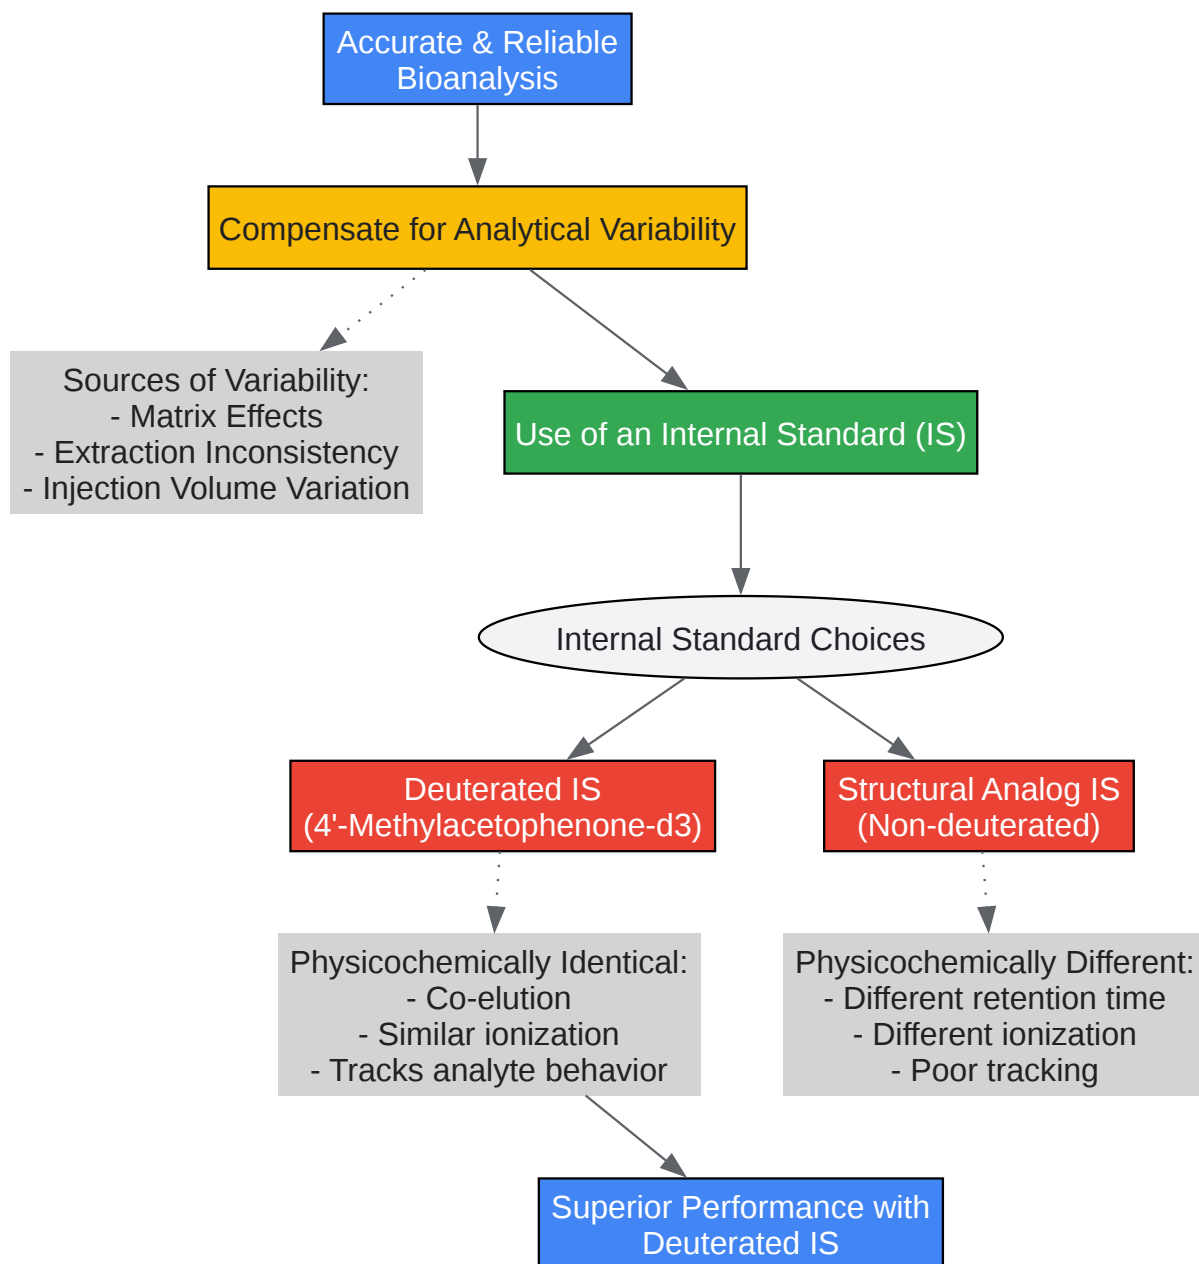 Accurate & Reliable
Bioanalysis
Compensate for Analytical Variability
Sources of Variability:
- Matrix Effects
- Extraction Inconsistency
- Injection Volume Variation
Use of an Internal Standard (IS)
Internal Standard Choices
Deuterated IS
(4'-Methylacetophenone-d3)
Structural Analog IS
(Non-deuterated)
Physicochemically Identical:
- Co-elution
- Similar ionization
- Tracks analyte behavior
Physicochemically Different:
- Different retention time
- Different ionization
- Poor tracking
Superior Performance with
Deuterated IS